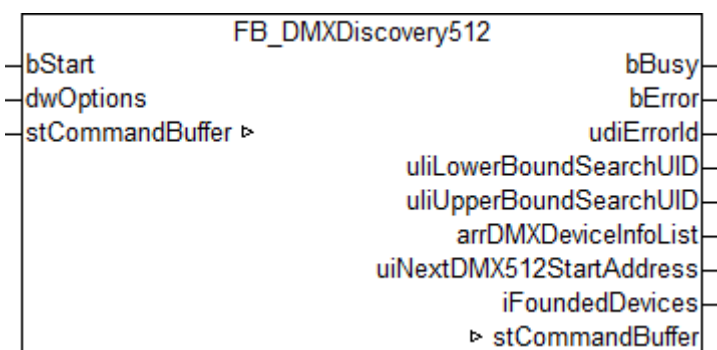 FB_DMXDiscovery512
bStart bBusy
dwOptions bError
stCommandBuffer ▹ udiErrorId
uliLowerBoundSearchUID
uliUpperBoundSearchUID
arrDMXDeviceInfoList
uiNextDMX512StartAddress
iFoundedDevices
▹ stCommandBuffer